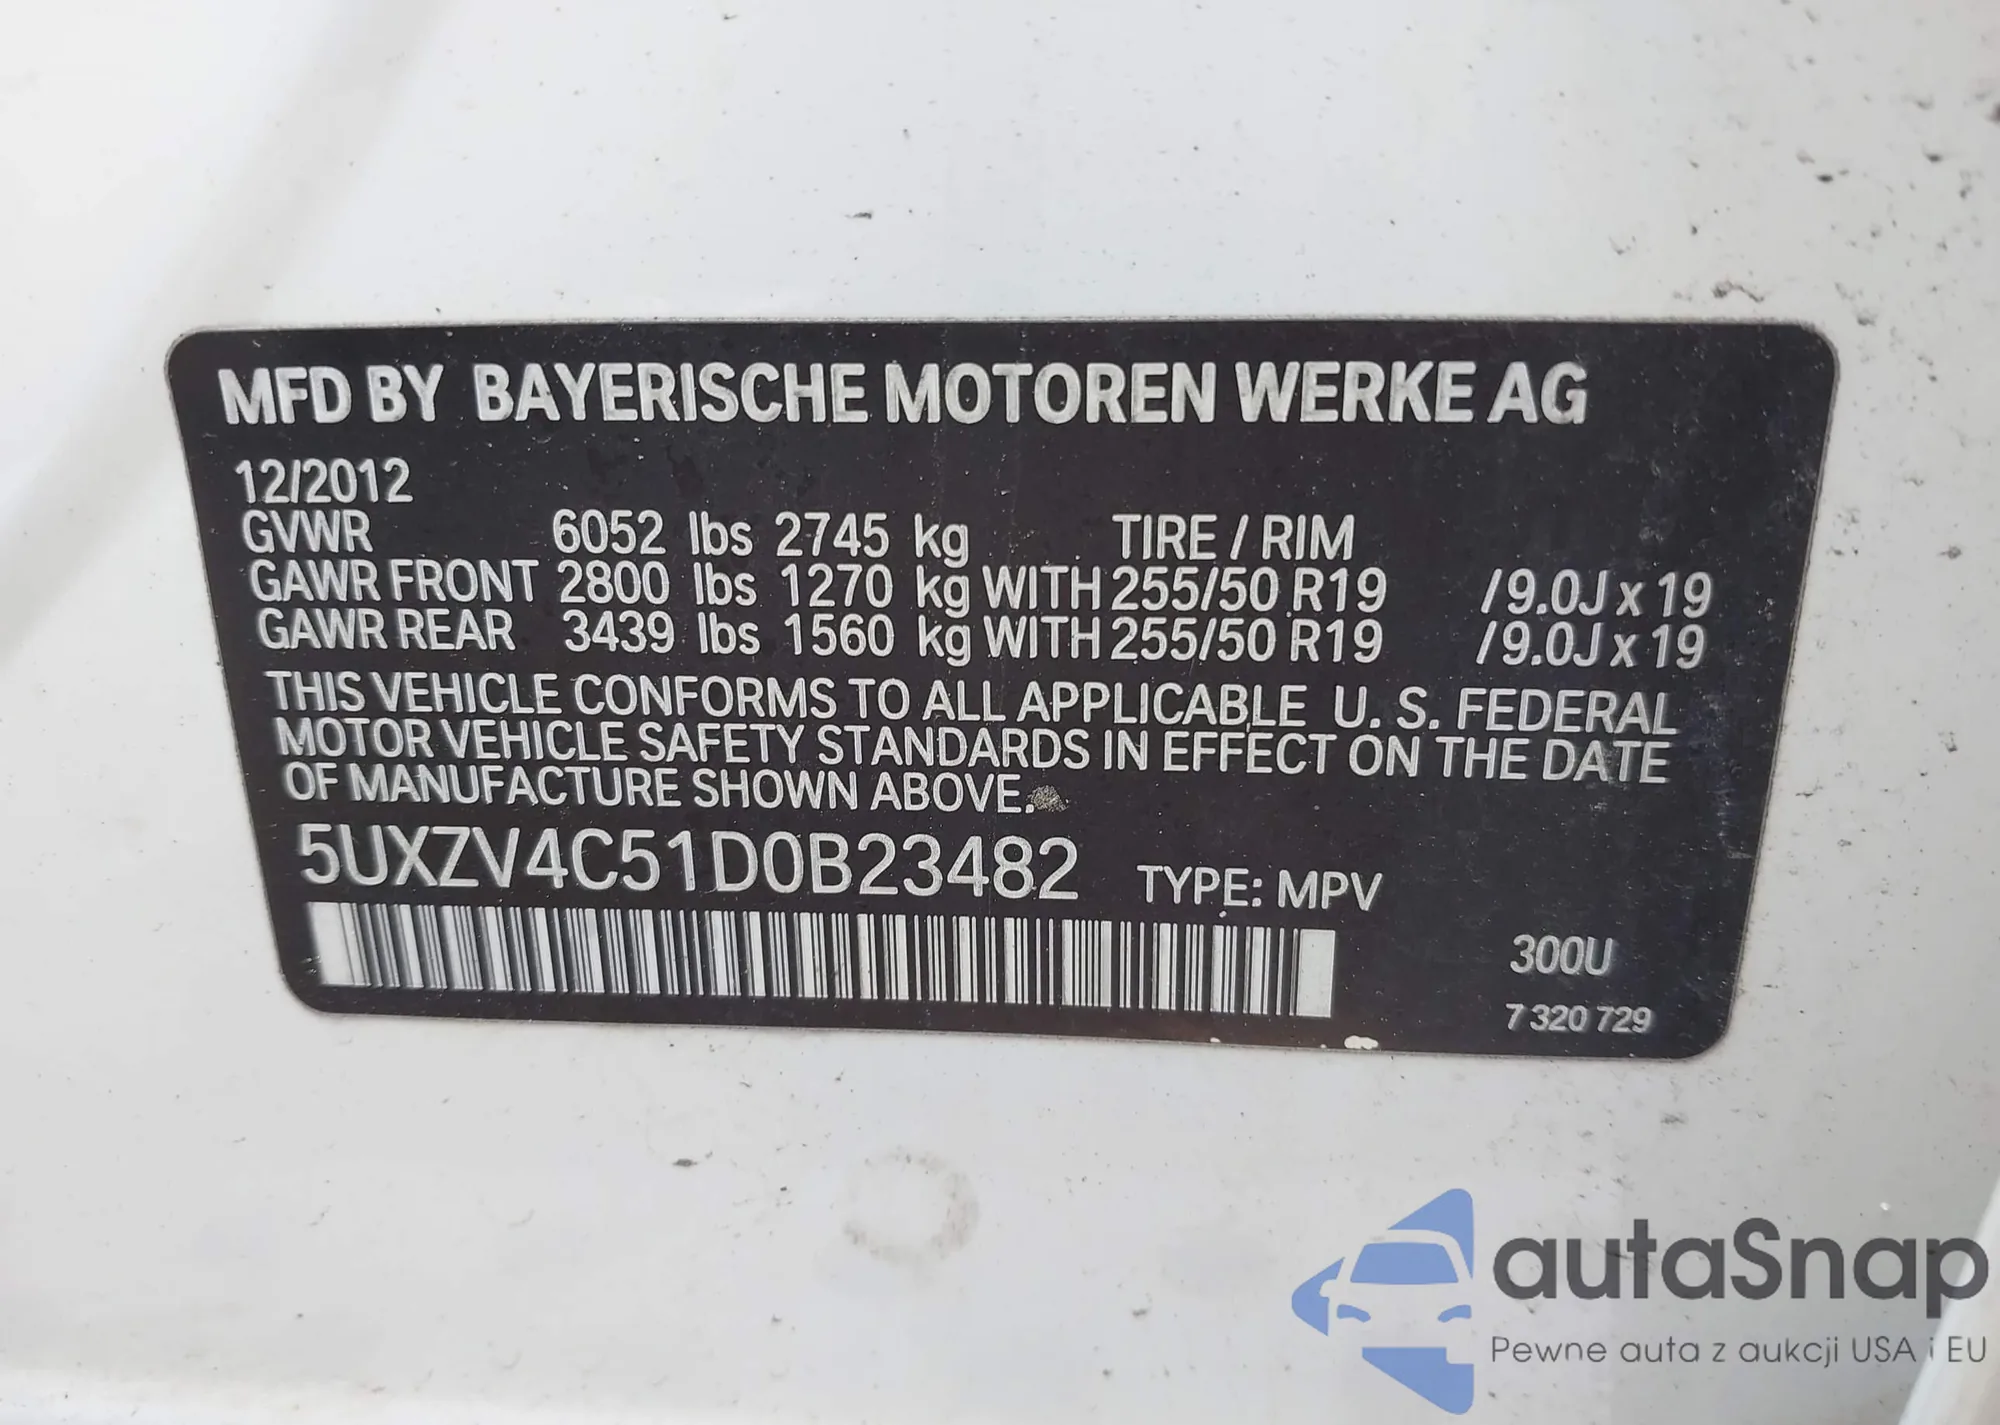 MFD BY BAYERISCHE MOTOREN WERKE AG
12/2012
GVWR 6052 lbs 2745 kg TIRE / RIM
GAWR FRONT 2800 lbs 1270 kg WITH 255/50 R19 /9.0J x 19
GAWR REAR 3439 lbs 1560 kg WITH 255/50 R19 /9.0J x 19
THIS VEHICLE CONFORMS TO ALL APPLICABLE U. S. FEDERAL
MOTOR VEHICLE SAFETY STANDARDS IN EFFECT ON THE DATE
OF MANUFACTURE SHOWN ABOVE.
5UXZV4C51D0B23482 TYPE: MPV
300U
7 320 729
autaSnap
Pewne auta z aukcji USA i EU